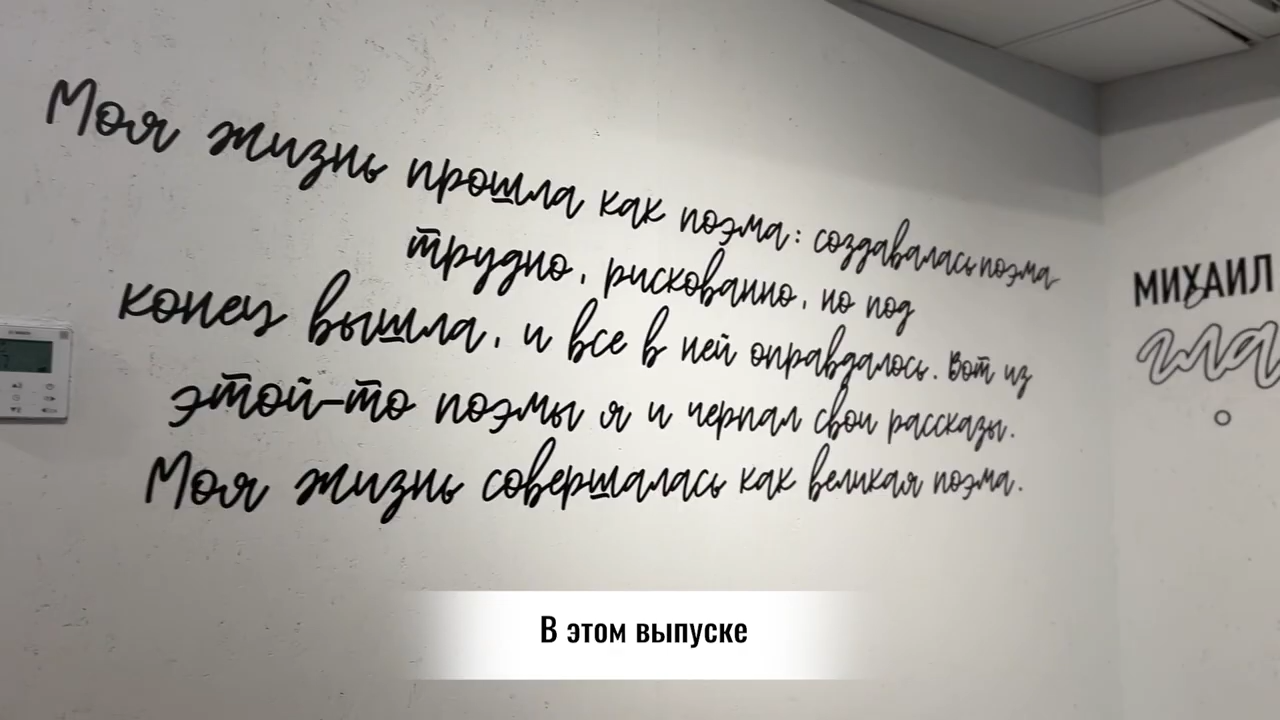 Моя жизнь прошла как поэма: создавалась поэма
трудно, рискованно, но под
конец вышла, и все в ней оправдалось. Вот из
этой-то поэмы я и черпал свои рассказы.
Моя жизнь совершалась как великая поэма.
МИХАИЛ
В этом выпуске